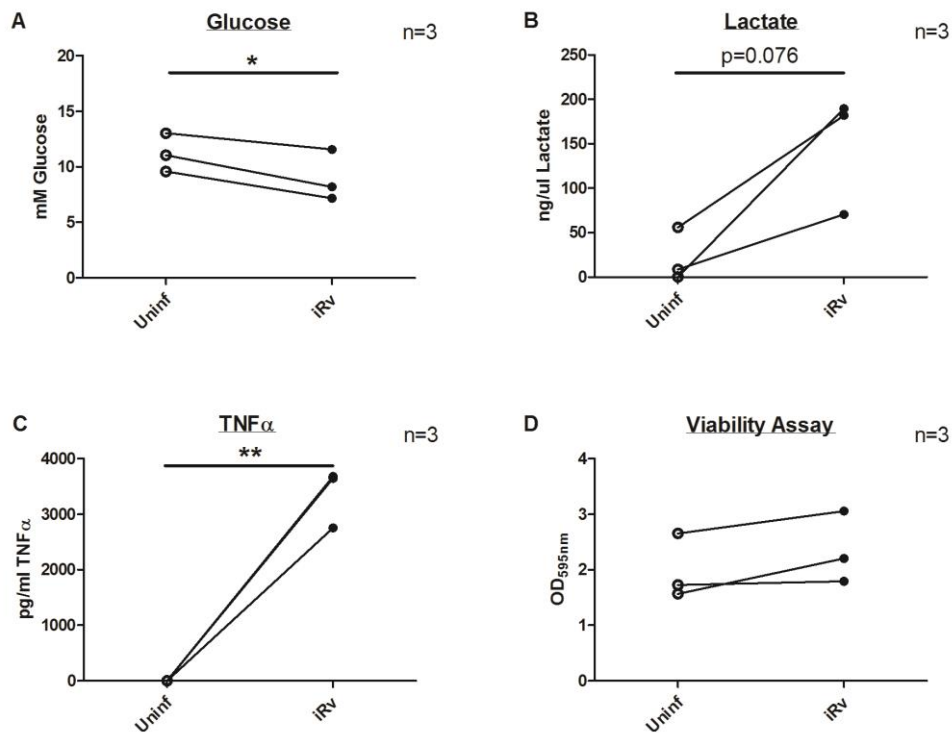 A
Glucose
n=3
*
20
15
10
5
0
mM Glucose
Uninf
iRv
B
Lactate
n=3
p=0.076
250
200
150
100
50
0
ng/ul Lactate
Uninf
iRv
C
TNFα
n=3
**
4000
3000
2000
1000
0
pg/ml TNFα
Uninf
iRv
D
Viability Assay
n=3
4
3
2
1
0
OD595nm
Uninf
iRv